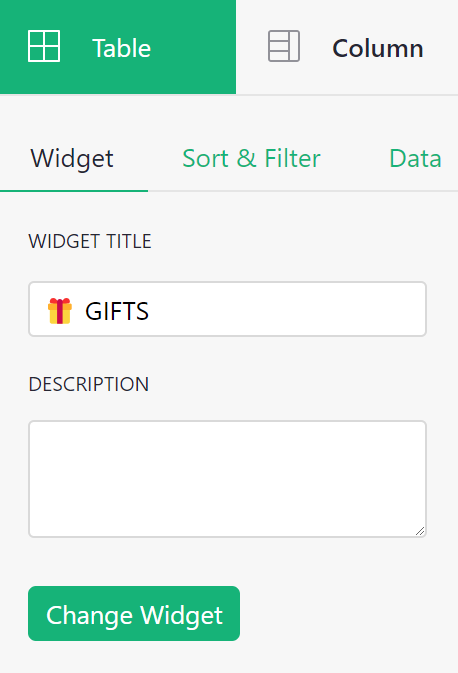 Table Column
Widget Sort & Filter Data
WIDGET TITLE
🎁 GIFTS
DESCRIPTION
Change Widget